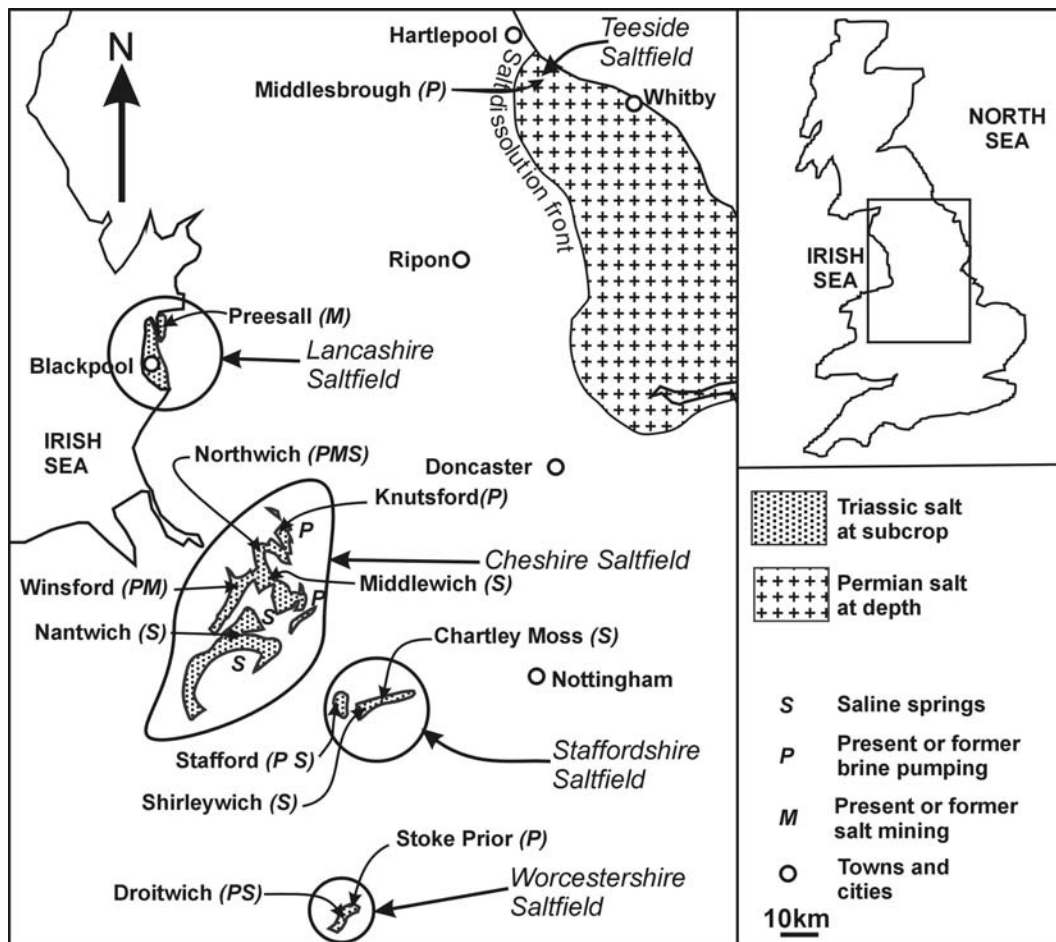 N
Hartlepool
Teeside
Saltfield
Middlesbrough (P)
Whitby
Salt dissolution front
Ripon
Preesall (M)
Blackpool
Lancashire
Saltfield
IRISH
SEA
Northwich (PMS)
Doncaster
Knutsford(P)
P
Cheshire Saltfield
Winsford (PM)
Middlewich (S)
P
S
Nantwich (S)
Chartley Moss (S)
S
Nottingham
Stafford (P S)
Staffordshire
Saltfield
Shirleywich (S)
Stoke Prior (P)
Droitwich (PS)
Worcestershire
Saltfield
NORTH
SEA
IRISH
SEA
Triassic salt
at subcrop
Permian salt
at depth
S Saline springs
P Present or former
brine pumping
M Present or former
salt mining
Towns and
cities
10km